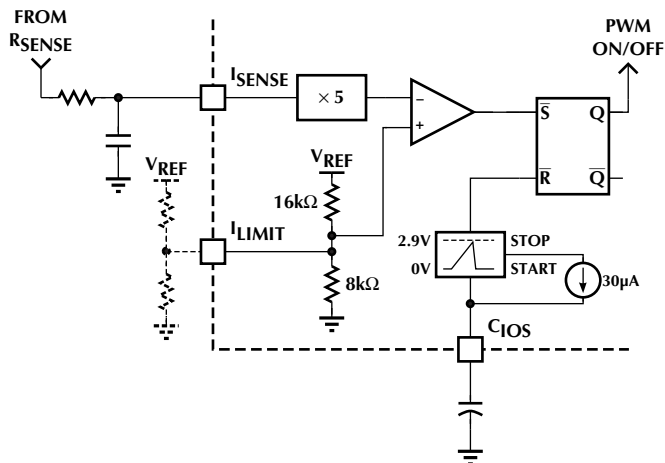 FROM
RSENSE
PWM
ON/OFF
ISENSE
× 5
−
+
S̅ Q
R̅ Q̅
VREF
VREF
16kΩ
ILIMIT
8kΩ
2.9V STOP
0V START
30µA
CIOS